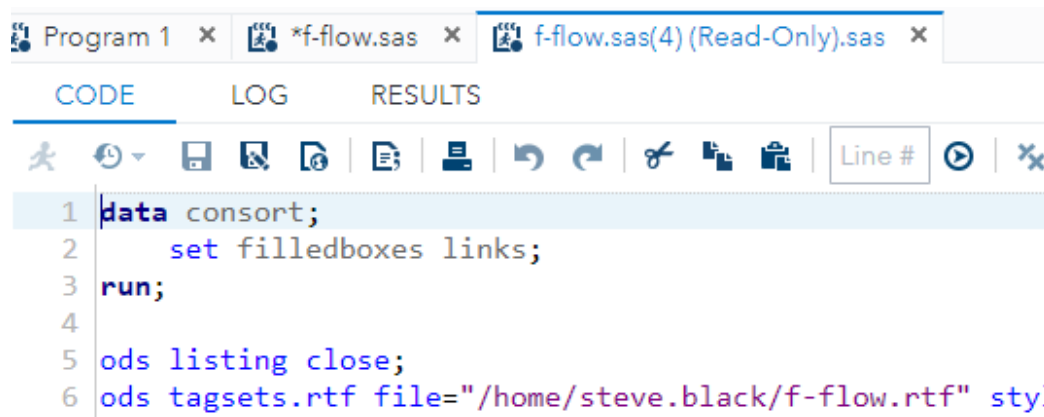 Program 1 × *f-flow.sas × f-flow.sas(4) (Read-Only).sas ×
CODE LOG RESULTS
Line #
1 data consort;
2 set filledboxes links;
3 run;
4
5 ods listing close;
6 ods tagsets.rtf file="/home/steve.black/f-flow.rtf"